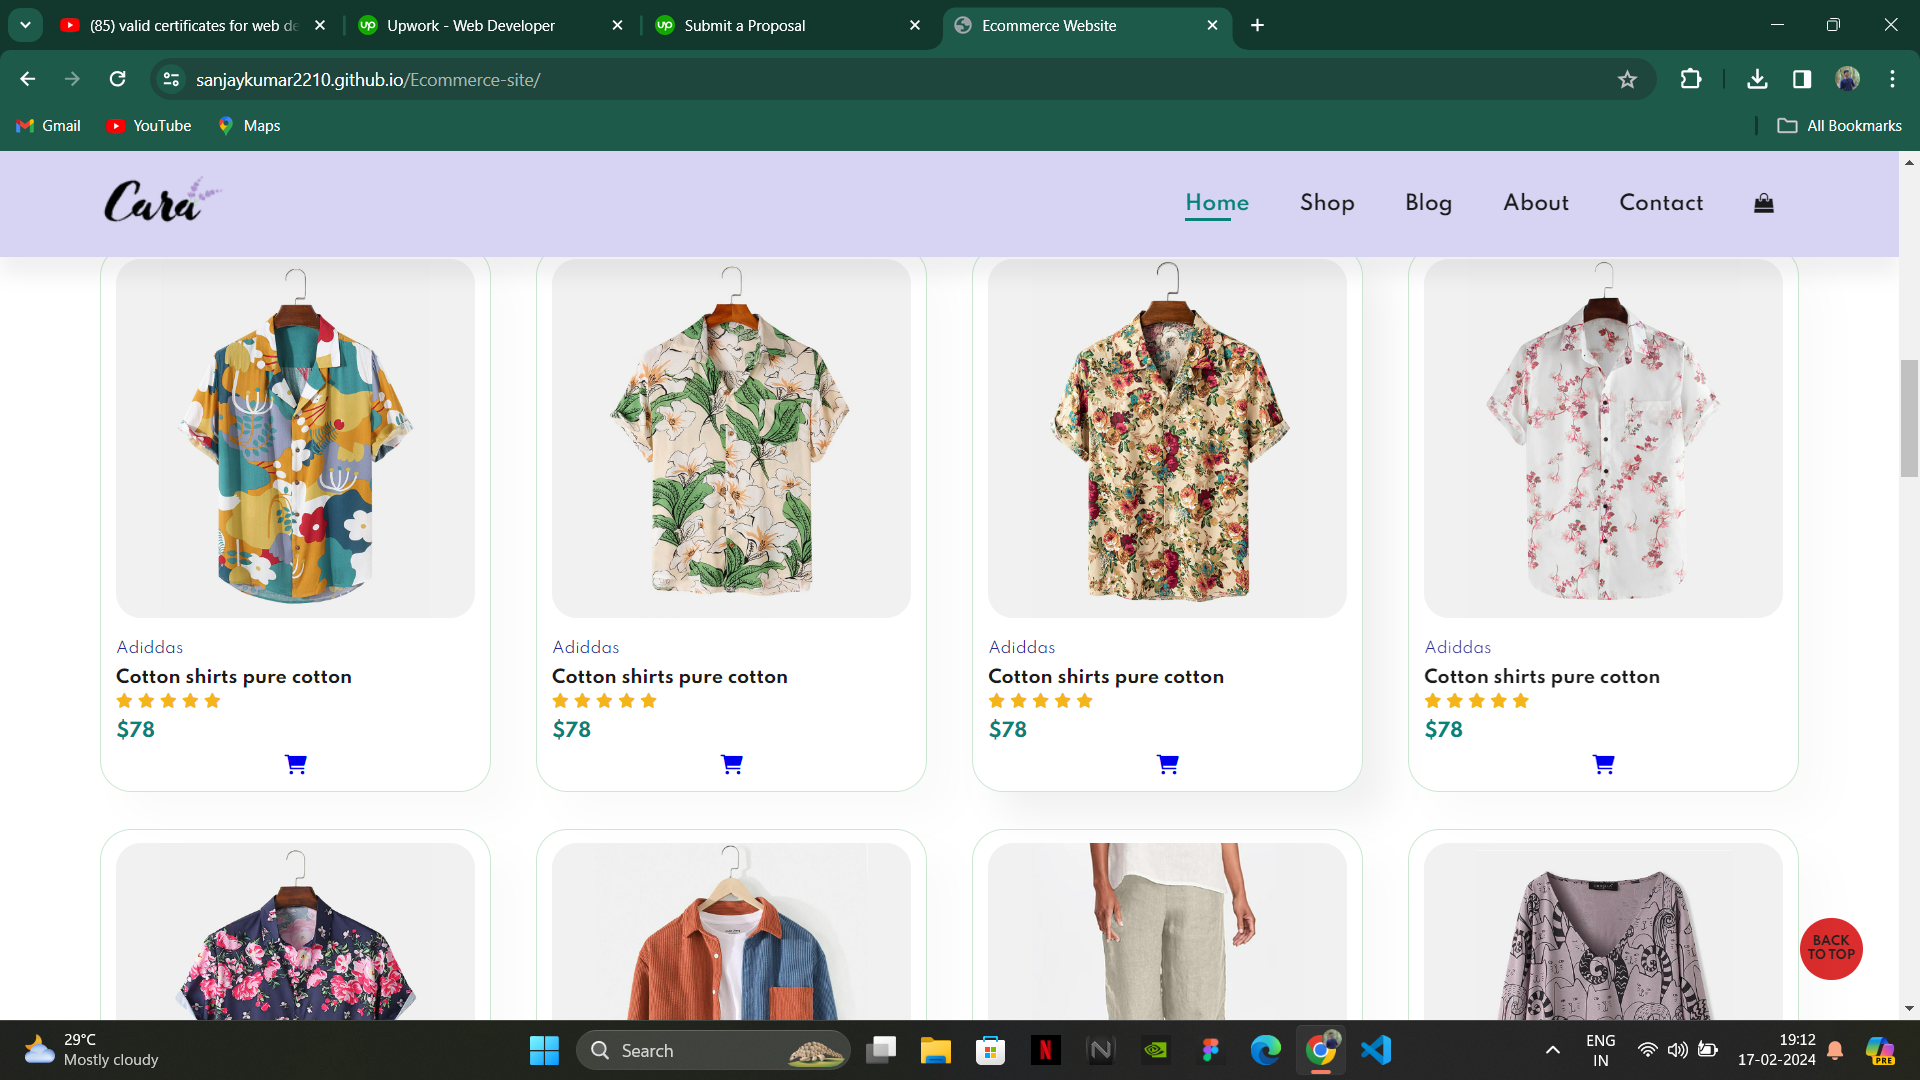 (85) valid certificates for web de
Upwork - Web Developer
Submit a Proposal
Ecommerce Website
sanjaykumar2210.github.io/Ecommerce-site/
Gmail
YouTube
Maps
All Bookmarks
Cara
Home
Shop
Blog
About
Contact
Adiddas
Cotton shirts pure cotton
$78
Adiddas
Cotton shirts pure cotton
$78
Adiddas
Cotton shirts pure cotton
$78
Adiddas
Cotton shirts pure cotton
$78
BACK
TO TOP
29°C
Mostly cloudy
Search
ENG
IN
19:12
17-02-2024
PRE